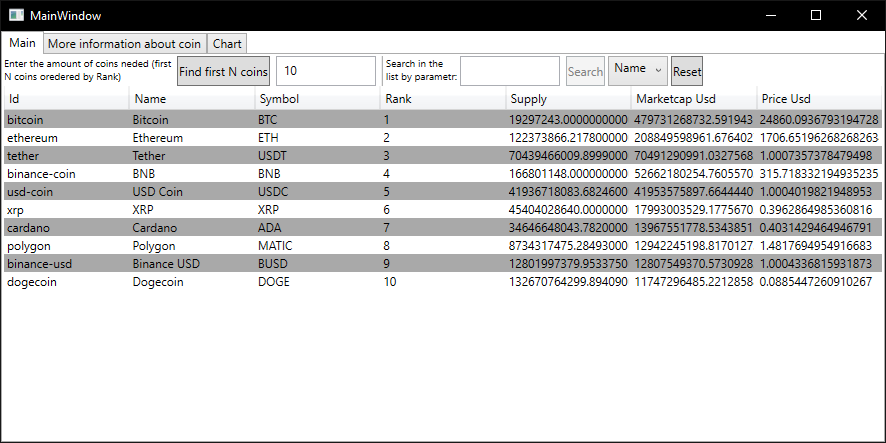 MainWindow
Main More information about coin Chart
Enter the amount of coins neded (first
N coins oredered by Rank)
Find first N coins
10
Search in the
list by parametr:
Search
Name
Reset
Id Name Symbol Rank Supply Marketcap Usd Price Usd
bitcoin Bitcoin BTC 1 19297243.0000000000 479731268732.591943 24860.0936793194728
ethereum Ethereum ETH 2 122373866.217800000 208849598961.676402 1706.65196268268263
tether Tether USDT 3 70439466009.8999000 70491290991.0327568 1.0007357378479498
binance-coin BNB BNB 4 166801148.000000000 52662180254.7605570 315.718332194935235
usd-coin USD Coin USDC 5 41936718083.6824600 41953575897.6644440 1.0004019821948953
xrp XRP XRP 6 45404028640.0000000 17993003529.1775670 0.3962864985360816
cardano Cardano ADA 7 34646648043.7820000 13967551778.5343851 0.4031429464946791
polygon Polygon MATIC 8 8734317475.28493000 12942245198.8170127 1.4817694954916683
binance-usd Binance USD BUSD 9 12801997379.9533750 12807549370.5730928 1.0004336815931873
dogecoin Dogecoin DOGE 10 132670764299.894090 11747296485.2212858 0.0885447260910267